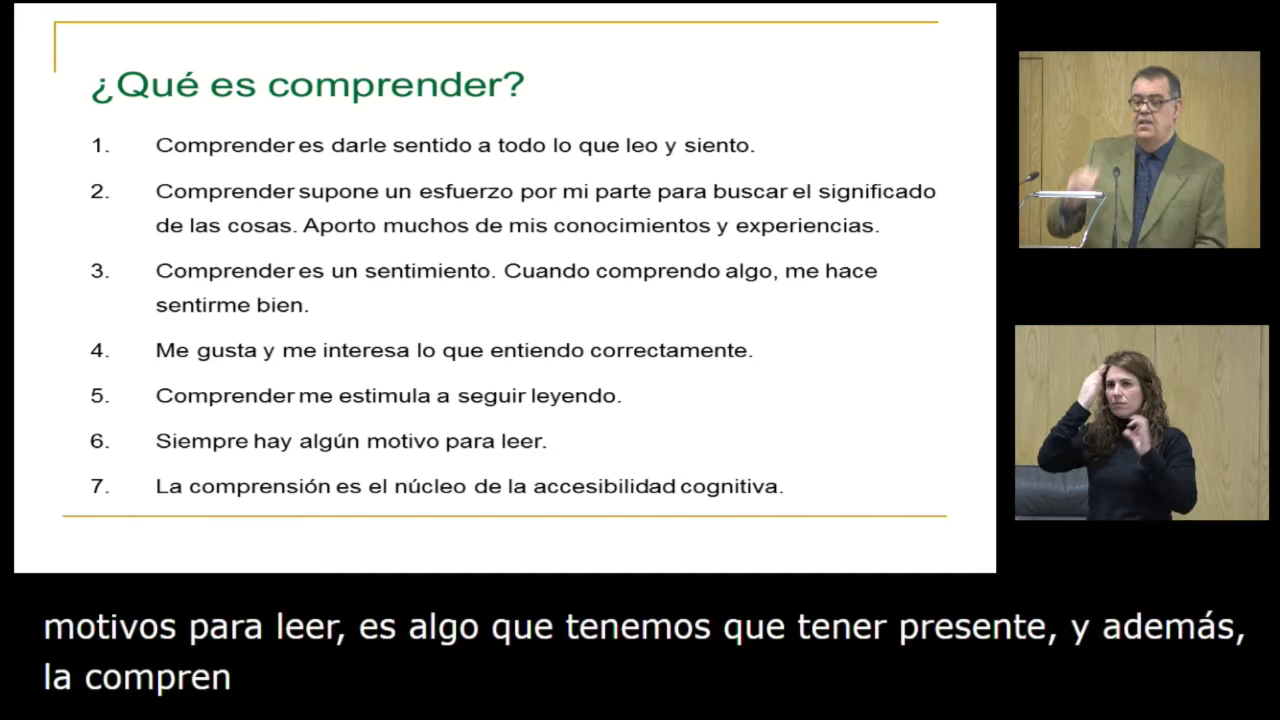 ¿Qué es comprender?
1. Comprender es darle sentido a todo lo que leo y siento.
2. Comprender supone un esfuerzo por mi parte para buscar el significado
de las cosas. Aporto muchos de mis conocimientos y experiencias.
3. Comprender es un sentimiento. Cuando comprendo algo, me hace
sentirme bien.
4. Me gusta y me interesa lo que entiendo correctamente.
5. Comprender me estimula a seguir leyendo.
6. Siempre hay algún motivo para leer.
7. La comprensión es el núcleo de la accesibilidad cognitiva.
motivos para leer, es algo que tenemos que tener presente, y además,
la compren